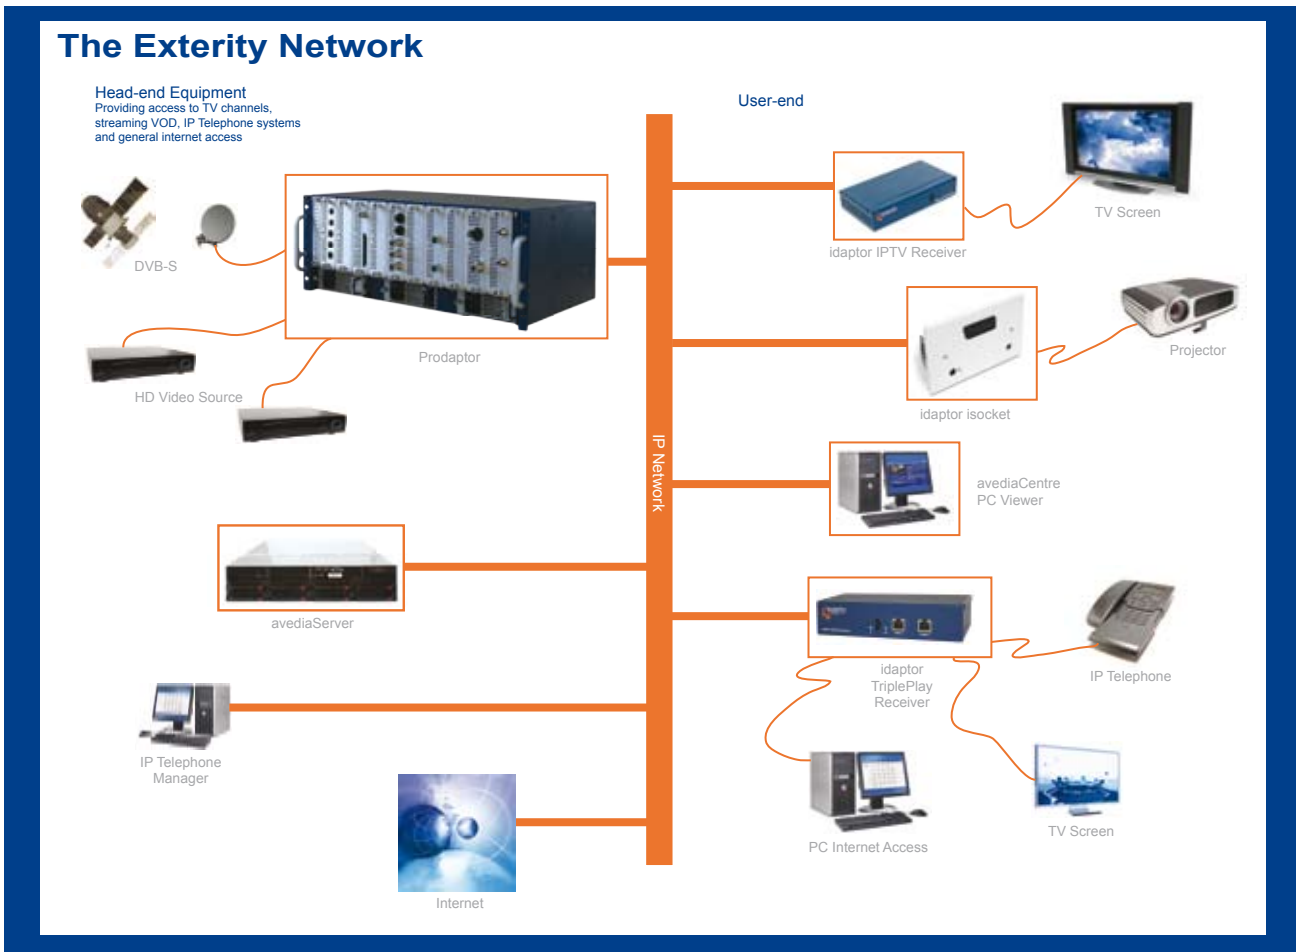 The Exterity Network
Head-end Equipment
Providing access to TV channels,
streaming VOD, IP Telephone systems
and general internet access
User-end
TV Screen
DVB-S
idaptor IPTV Receiver
Prodaptor
Projector
HD Video Source
idaptor isocket
IP Network
avediaCentre
PC Viewer
avediaServer
idaptor
TriplePlay
Receiver
IP Telephone
IP Telephone
Manager
TV Screen
PC Internet Access
Internet